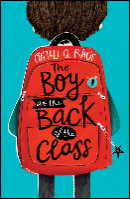 ONJALI Q. RAÚF
The
Boy
at the
Back
of the
Class